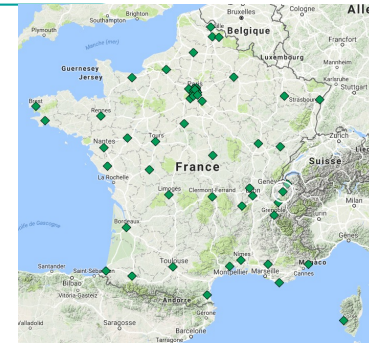 Brighton
Cologne
Alle
Bruxelles
Southampton
Plymouth
Belgique
Francfort
Manche (mer)
Guernesey
Jersey
Luxembourg
Mannheim
Karlsruhe
Paris
Stuttgart
Strasbourg
Brest
Rennes
Zurich
Nantes
Tours
France
Suisse
La Rochelle
Genève
Limoges
Clermont-Ferrand
Milan
Grenoble
Turin
Bordeaux
Gênes
Nîmes
Toulouse
Monaco
Santander
Saint-Sébastien
Montpellier
Marseille
Cannes
Bilbao
Vitoria-Gasteiz
Andorre
Gérone
Valladolid
Saragosse
Barcelone
Tarragone